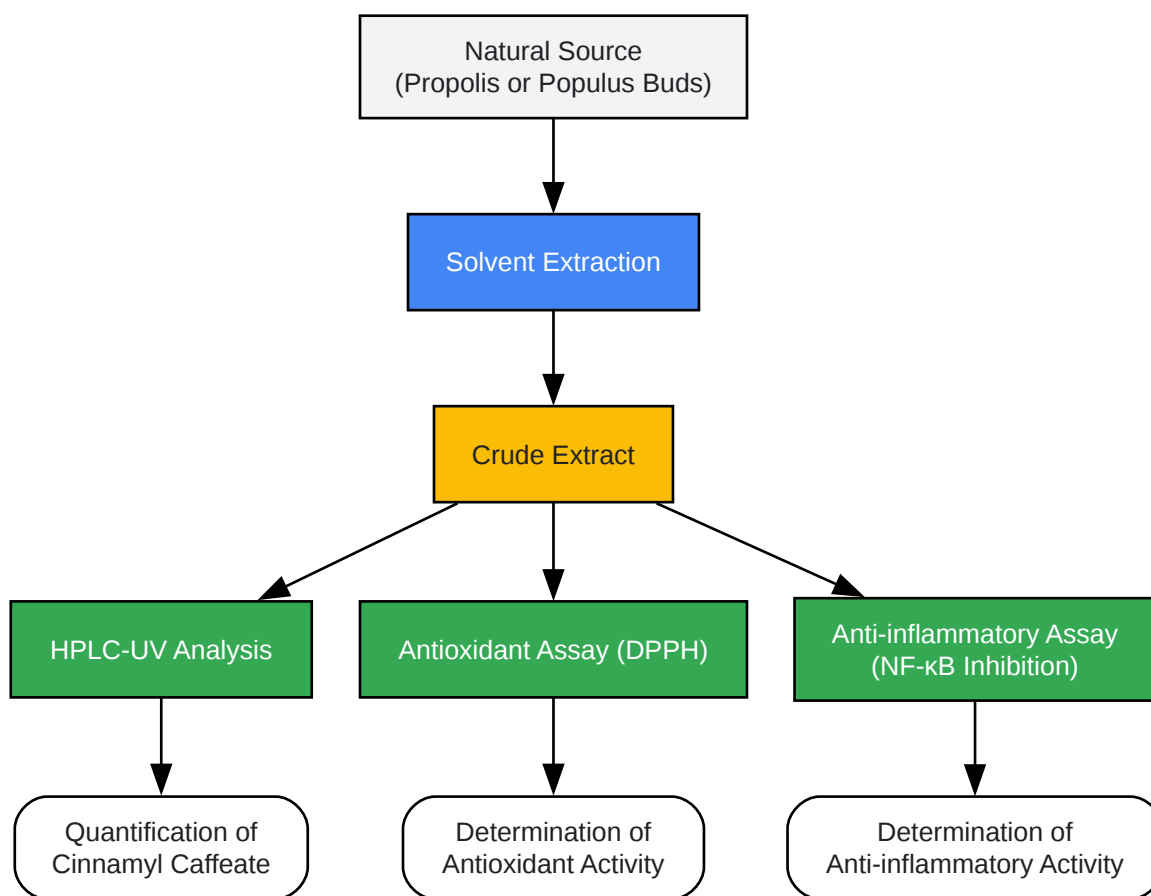 Natural Source
(Propolis or Populus Buds)
Solvent Extraction
Crude Extract
HPLC-UV Analysis
Antioxidant Assay (DPPH)
Anti-inflammatory Assay
(NF-κB Inhibition)
Quantification of
Cinnamyl Caffeate
Determination of
Antioxidant Activity
Determination of
Anti-inflammatory Activity